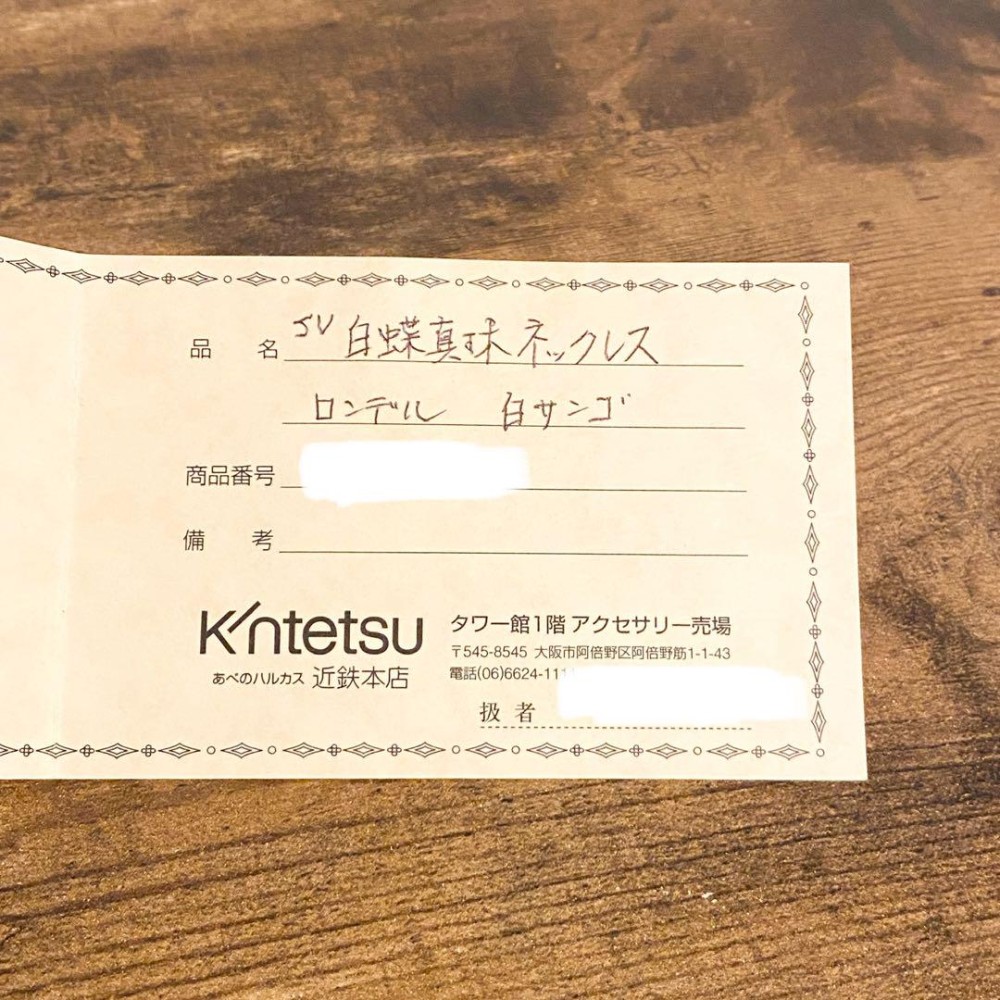 品名 SV 白蝶真珠ネックレス
ロンデル 白サンゴ
商品番号
備考
Kintetsu
あべのハルカス 近鉄本店
タワー館1階 アクセサリー売場
〒545-8545 大阪市阿倍野区阿倍野筋1-1-43
電話(06)6624-111
扱者